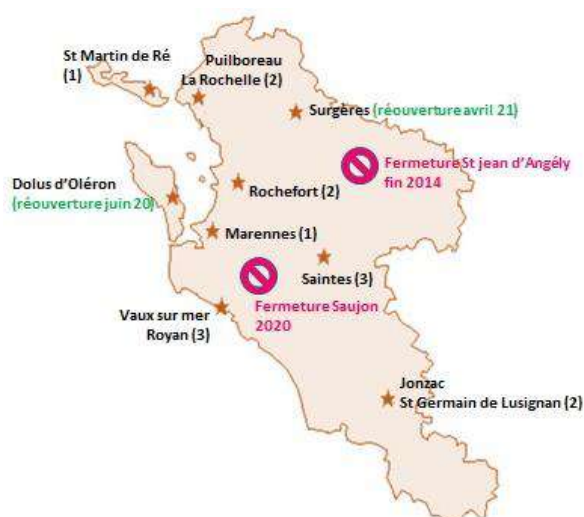 St Martin de Ré
(1)
Puilboreau
La Rochelle (2)
Surgères (réouverture avril 21)
Fermeture St jean d'Angély
fin 2014
Dolus d'Oléron
(réouverture juin 20)
Rochefort (2)
Marennes (1)
Saintes (3)
Fermeture Saujon
2020
Vaux sur mer
Royan (3)
Jonzac
St Germain de Lusignan (2)